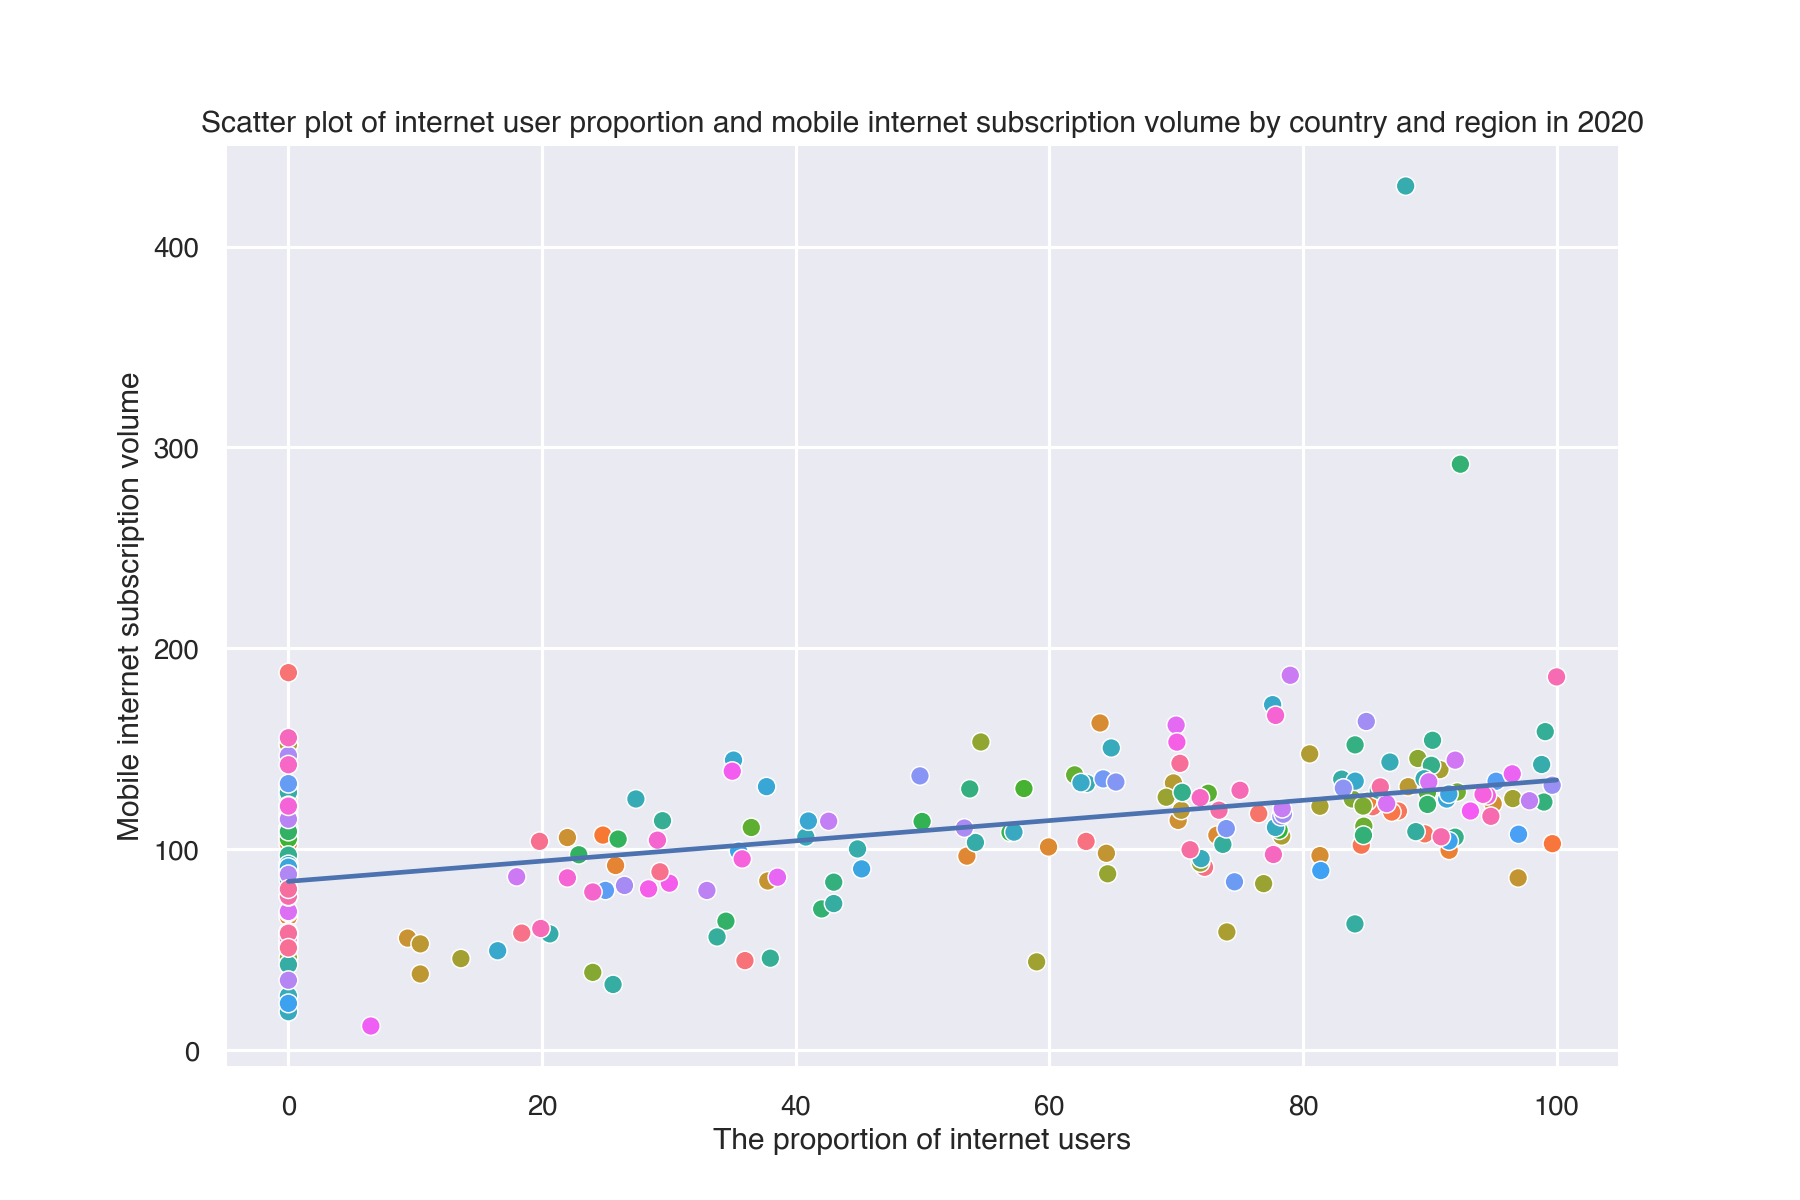 Scatter plot of internet user proportion and mobile internet subscription volume by country and region in 2020
Mobile internet subscription volume
400
300
200
100
0
0 20 40 60 80 100
The proportion of internet users